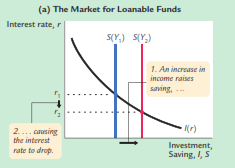 (a) The Market for Loanable Funds
Interest rate, r
S(Y₁) S(Y₂)
1. An increase in
income raises
saving, . . .
r₁
r₂
2. . . . causing
the interest
rate to drop.
I(r)
Investment,
Saving, I, S